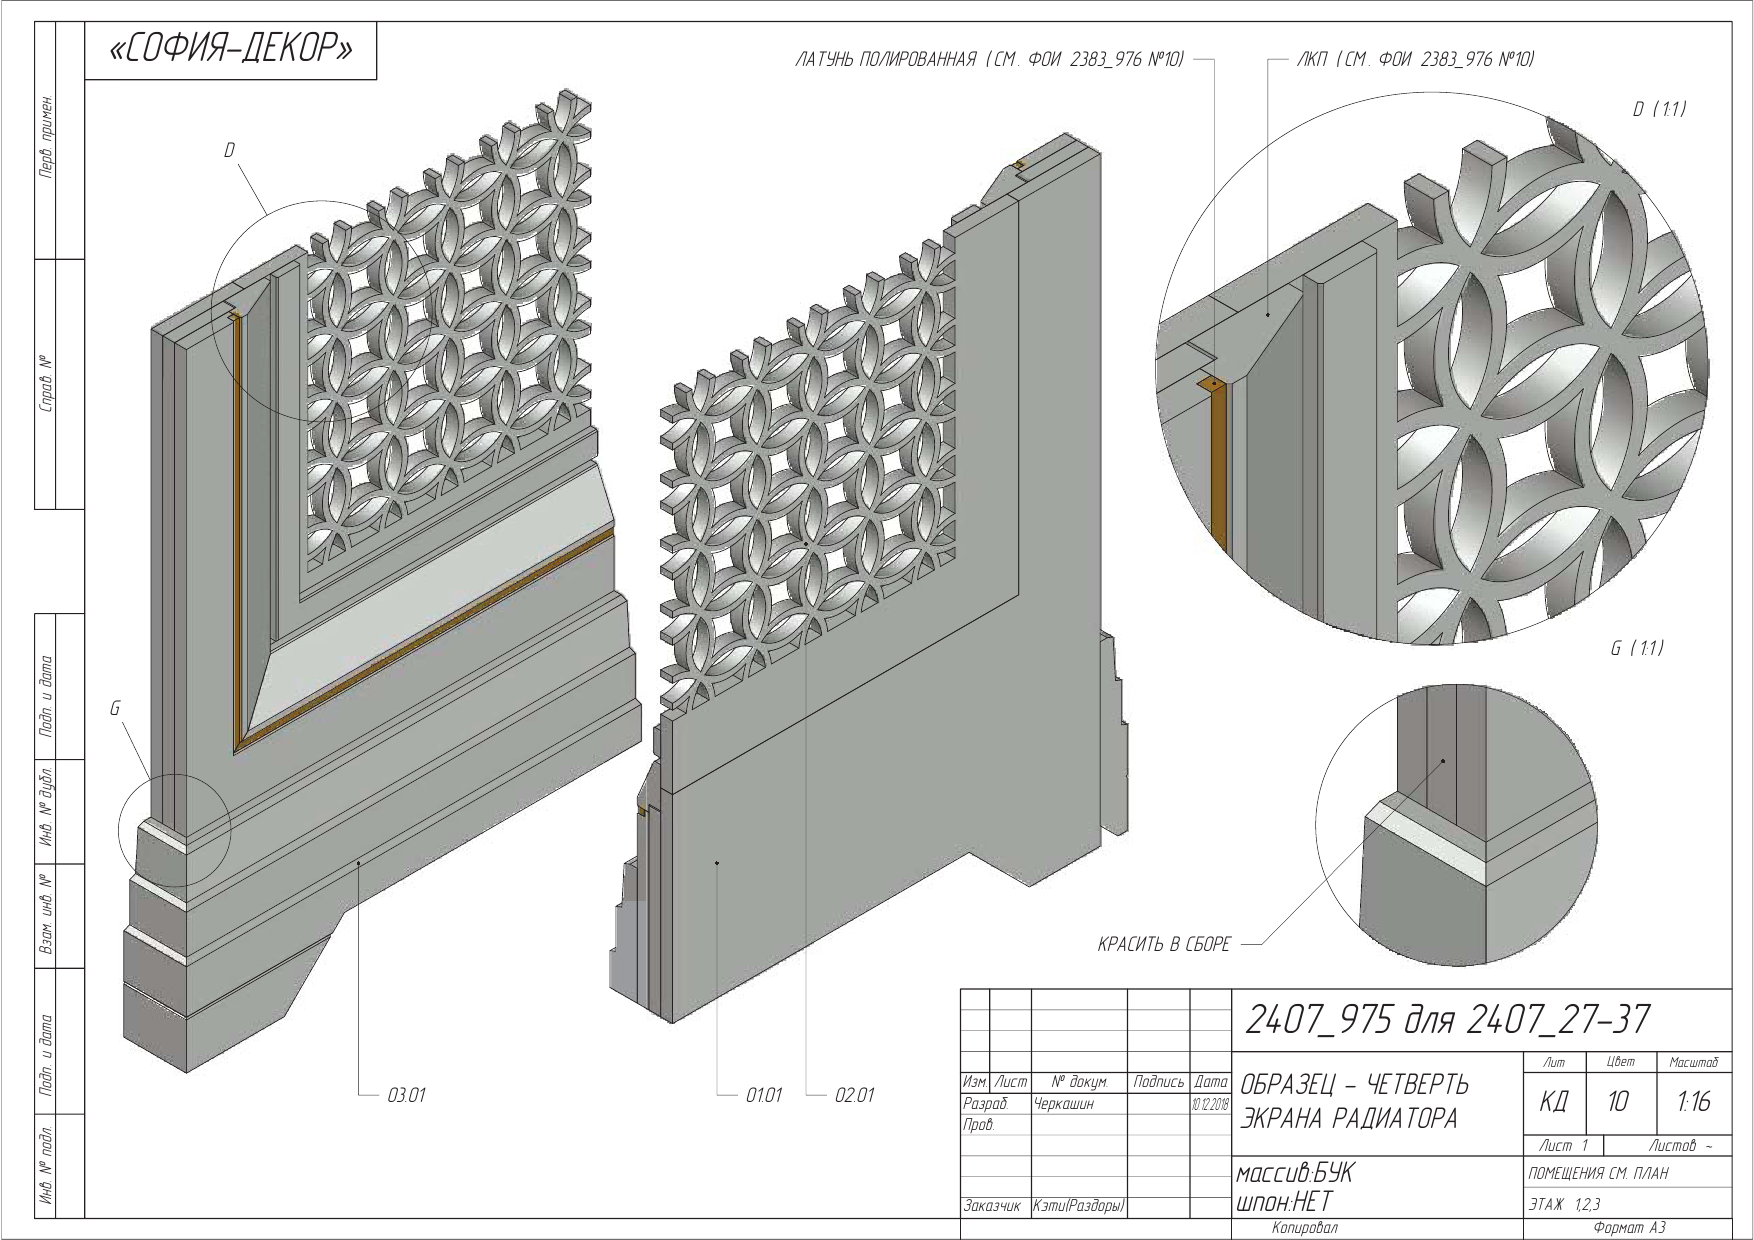 «СОФИЯ-ДЕКОР»
ЛАТУНЬ ПОЛИРОВАННАЯ (СМ. ФОИ 2383_976 №10)
ЛКП (СМ. ФОИ 2383_976 №10)
D (1:1)
D
G (1:1)
G
КРАСИТЬ В СБОРЕ
03.01
01.01
02.01
Перв. примен.
Справ. №
Подп. и дата
Инв. № дубл.
Взам. инв. №
Подп. и дата
Инв. № подл.
2407_975 для 2407_27-37
Изм. Лист № докум. Подпись Дата
Разраб. Черкашин 10.12.2018
Пров.
Заказчик Кэти(Раздоры)
ОБРАЗЕЦ - ЧЕТВЕРТЬ
ЭКРАНА РАДИАТОРА
Лит Цвет Масштаб
КД 10 1:16
Лист 1 Листов ~
массив:БУК
шпон:НЕТ
ПОМЕЩЕНИЯ СМ. ПЛАН
ЭТАЖ 1,2,3
Копировал Формат А3